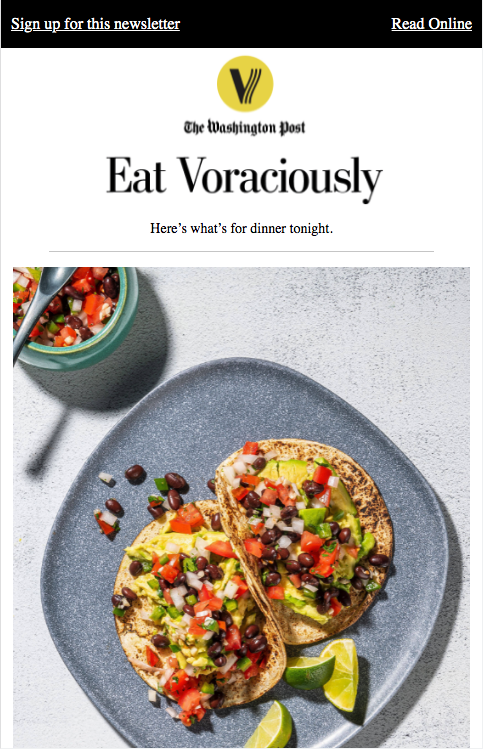 Sign up for this newsletter
Read Online
V
The Washington Post
Eat Voraciously
Here’s what’s for dinner tonight.